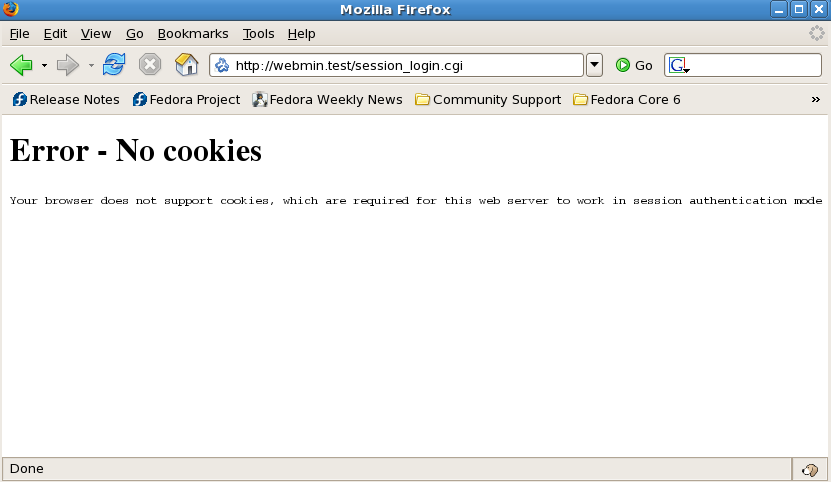 Mozilla Firefox
File Edit View Go Bookmarks Tools Help
http://webmin.test/session_login.cgi Go G
Release Notes Fedora Project Fedora Weekly News Community Support Fedora Core 6 »
Error - No cookies
Your browser does not support cookies, which are required for this web server to work in session authentication mode
Done